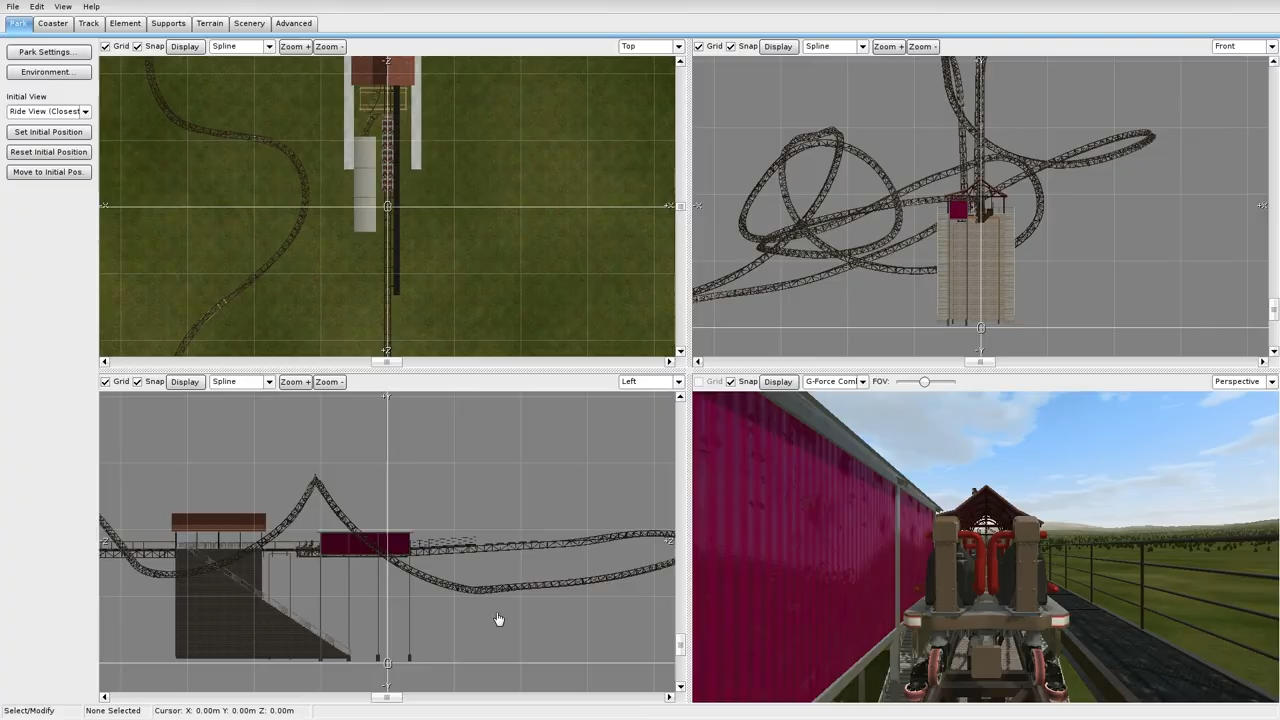 File Edit View Help
Park Coaster Track Element Supports Terrain Scenery Advanced
Park Settings...
Environment...
Initial View
Ride View (Closest
Set Initial Position
Reset Initial Position
Move to Initial Pos.
Grid Snap Display Spline Zoom + Zoom - Top
-Z
-X +X
+Z
Grid Snap Display Spline Zoom + Zoom - Front
+Y
-X +X
-Y
Grid Snap Display Spline Zoom + Zoom - Left
+Y
-Z +Z
-Y
Grid Snap Display G-Force Coml FOV: Perspective
Select/Modify None Selected Cursor: X: 0.00m Y: 0.00m Z: 0.00m